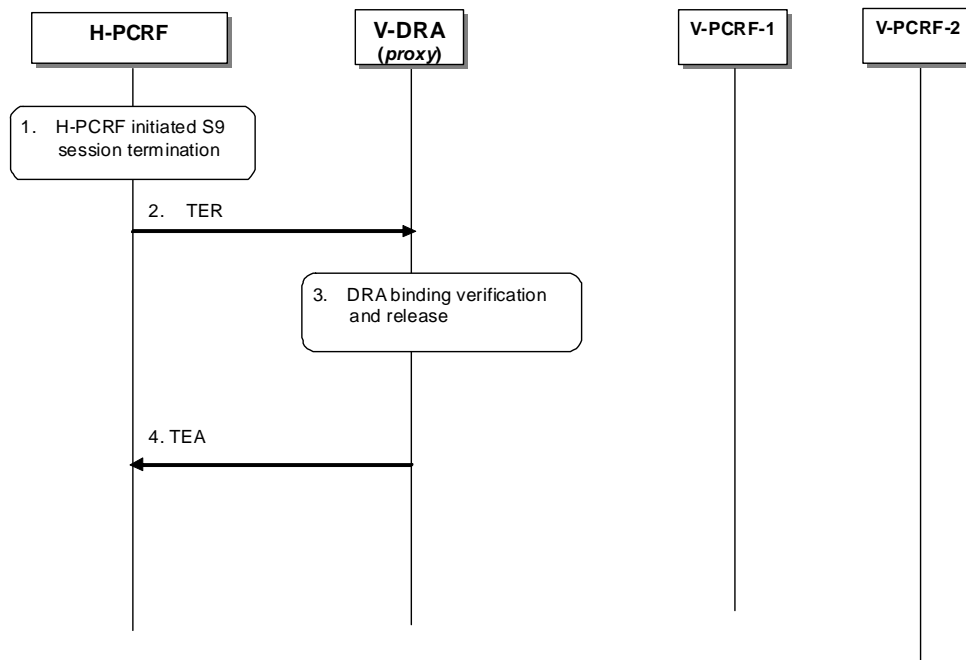 H-PCRF
V-DRA
(proxy)
V-PCRF-1
V-PCRF-2
1. H-PCRF initiated S9
session termination
2. TER
3. DRA binding verification
and release
4. TEA